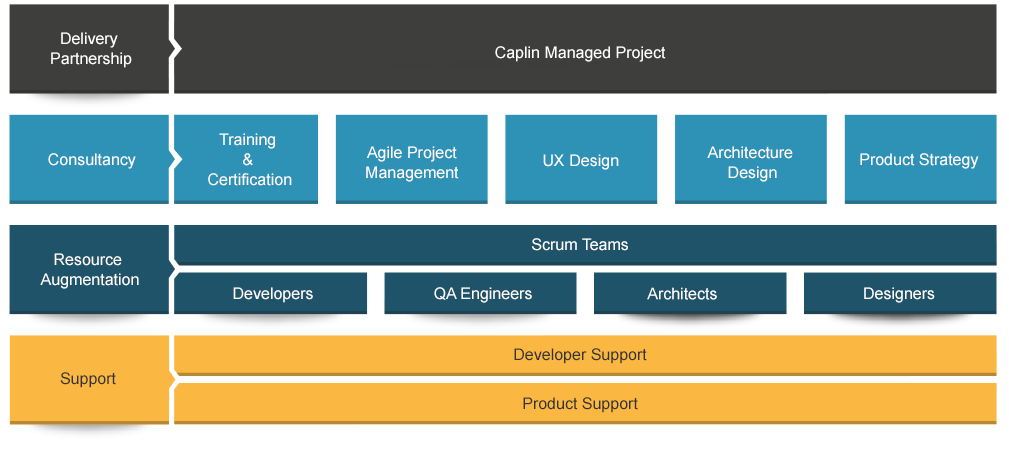 Delivery
Partnership
Caplin Managed Project
Consultancy
Training
&
Certification
Agile Project
Management
UX Design
Architecture
Design
Product Strategy
Resource
Augmentation
Scrum Teams
Developers
QA Engineers
Architects
Designers
Support
Developer Support
Product Support